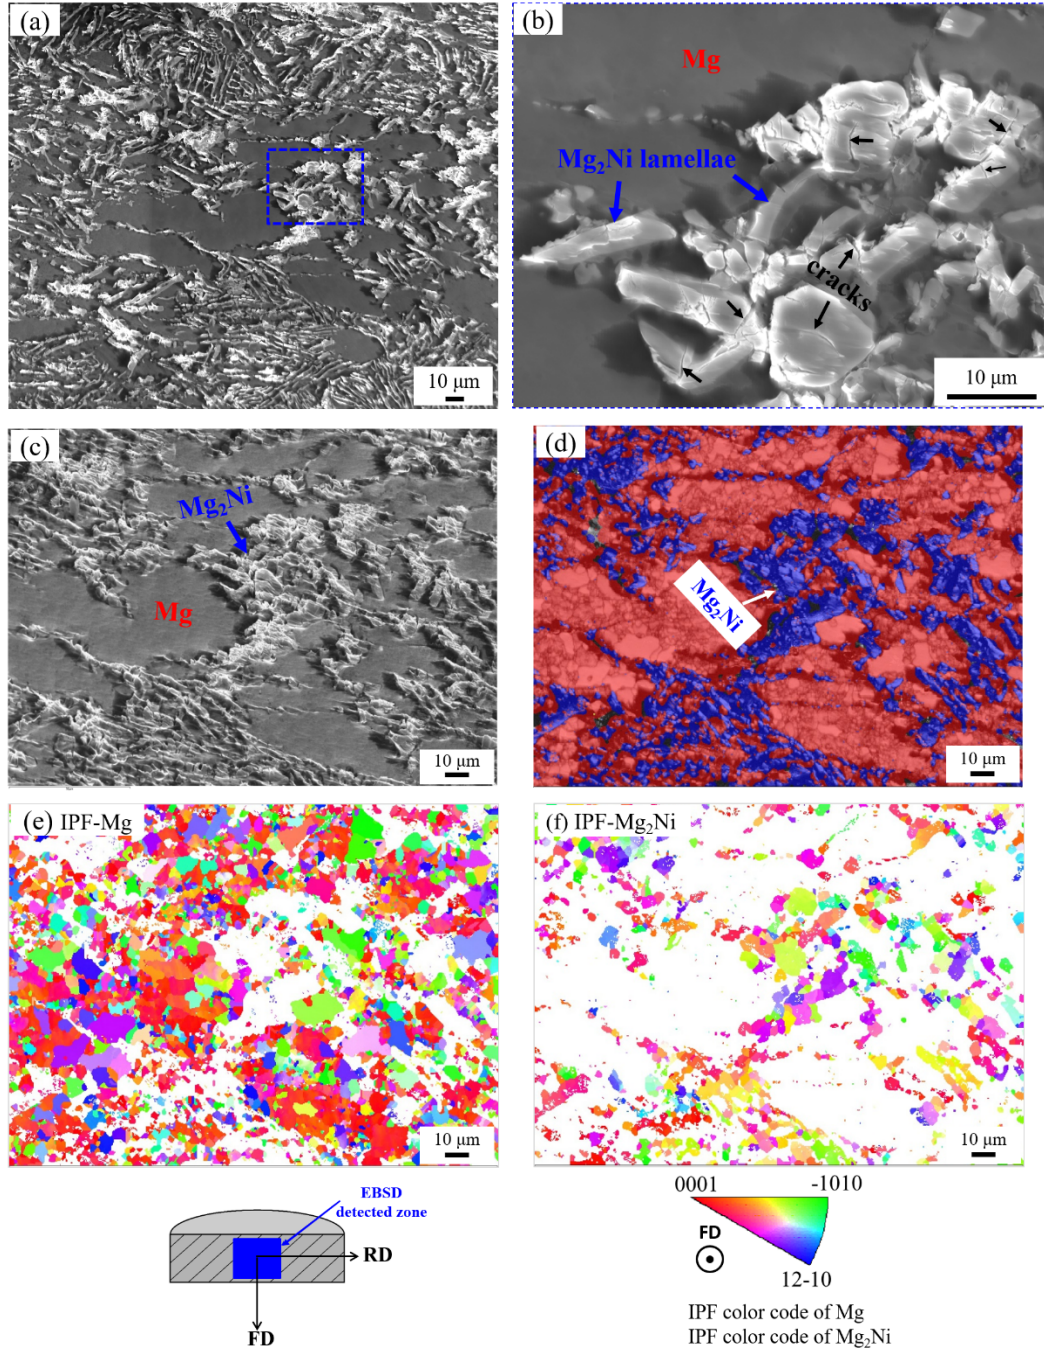 (a)
10 μm
(b)
Mg
Mg₂Ni lamellae
cracks
10 μm
(c)
Mg₂Ni
Mg
10 μm
(d)
Mg₂Ni
10 μm
(e) IPF-Mg
10 μm
(f) IPF-Mg₂Ni
10 μm
EBSD
detected zone
RD
FD
0001
-1010
FD
12-10
IPF color code of Mg
IPF color code of Mg₂Ni